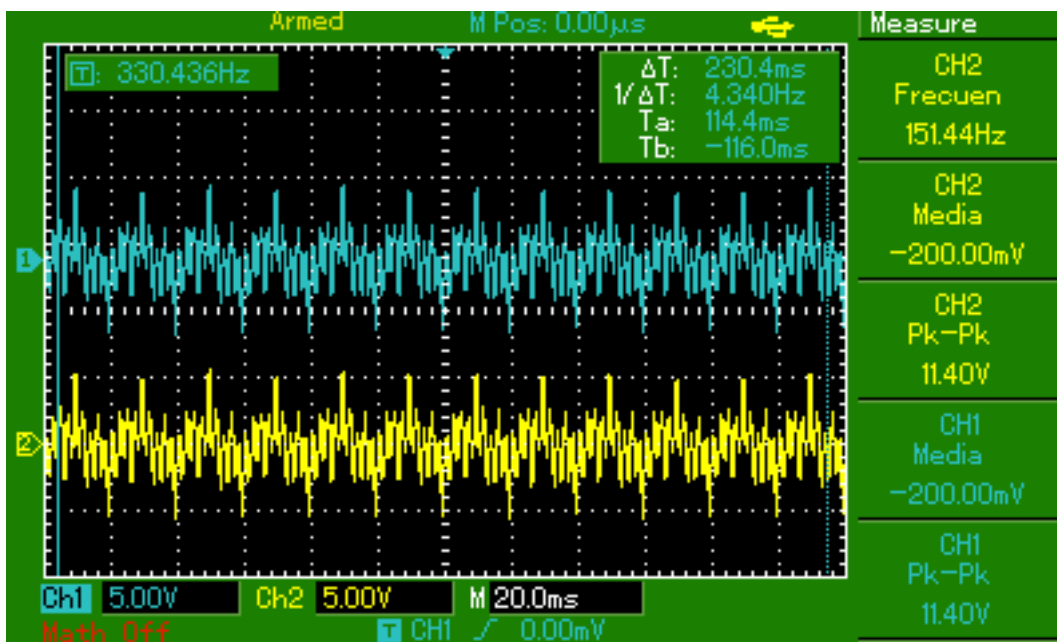 Armed M Pos: 0.00µs Measure
T: 330.436Hz
ΔT: 230.4ms
1/ΔT: 4.340Hz
Ta: 114.4ms
Tb: -116.0ms
CH2
Frecuen
151.44Hz
CH2
Media
-200.00mV
CH2
Pk-Pk
11.40V
CH1
Media
-200.00mV
CH1
Pk-Pk
11.40V
1
2
Ch1 5.00V Ch2 5.00V M 20.0ms
Math Off T CH1 / 0.00mV